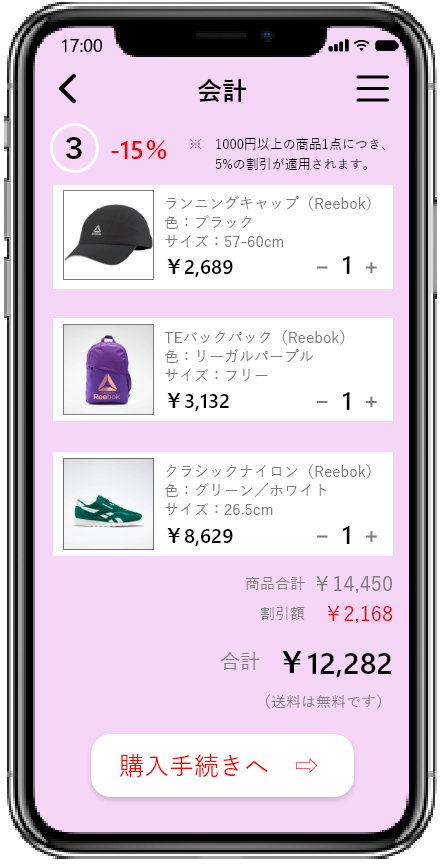 17:00
会計
3 -15% ※ 1000円以上の商品1点につき、
5%の割引が適用されます。
ランニングキャップ（Reebok）
色：ブラック
サイズ：57-60cm
￥2,689 － 1 ＋
TEバックパック（Reebok）
色：リーガルパープル
サイズ：フリー
￥3,132 － 1 ＋
Reebok
クラシックナイロン（Reebok）
色：グリーン／ホワイト
サイズ：26.5cm
￥8,629 － 1 ＋
商品合計 ￥14,450
割引額 ￥2,168
合計 ￥12,282
（送料は無料です）
購入手続きへ ⇨